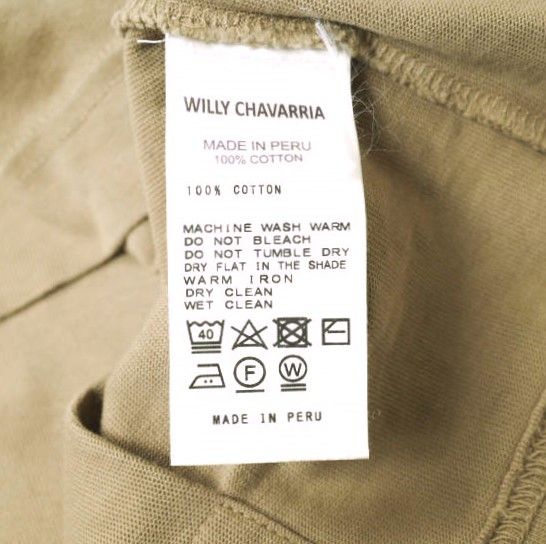 WILLY CHAVARRIA
MADE IN PERU
100% COTTON
100% COTTON
MACHINE WASH WARM
DO NOT BLEACH
DO NOT TUMBLE DRY
DRY FLAT IN THE SHADE
WARM IRON
DRY CLEAN
WET CLEAN
40
F W
MADE IN PERU